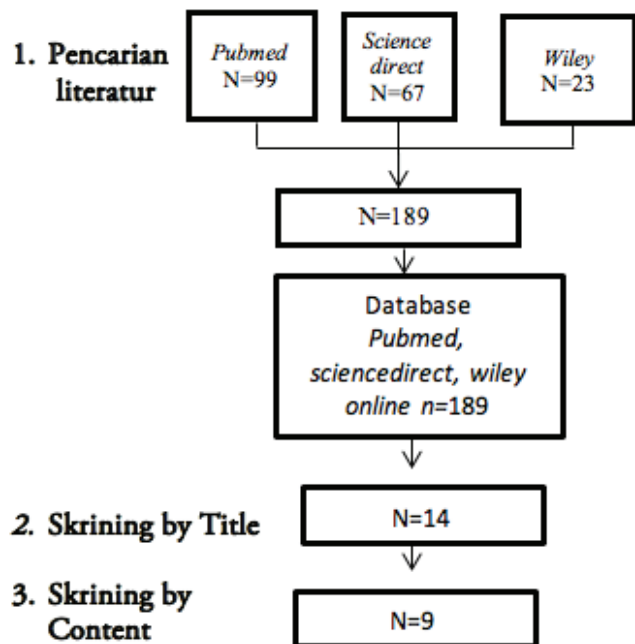 1. Pencarian
literatur
Pubmed
N=99
Science
direct
N=67
Wiley
N=23
N=189
Database
Pubmed,
sciencedirect, wiley
online n=189
2. Skrining by Title
N=14
3. Skrining by
Content
N=9